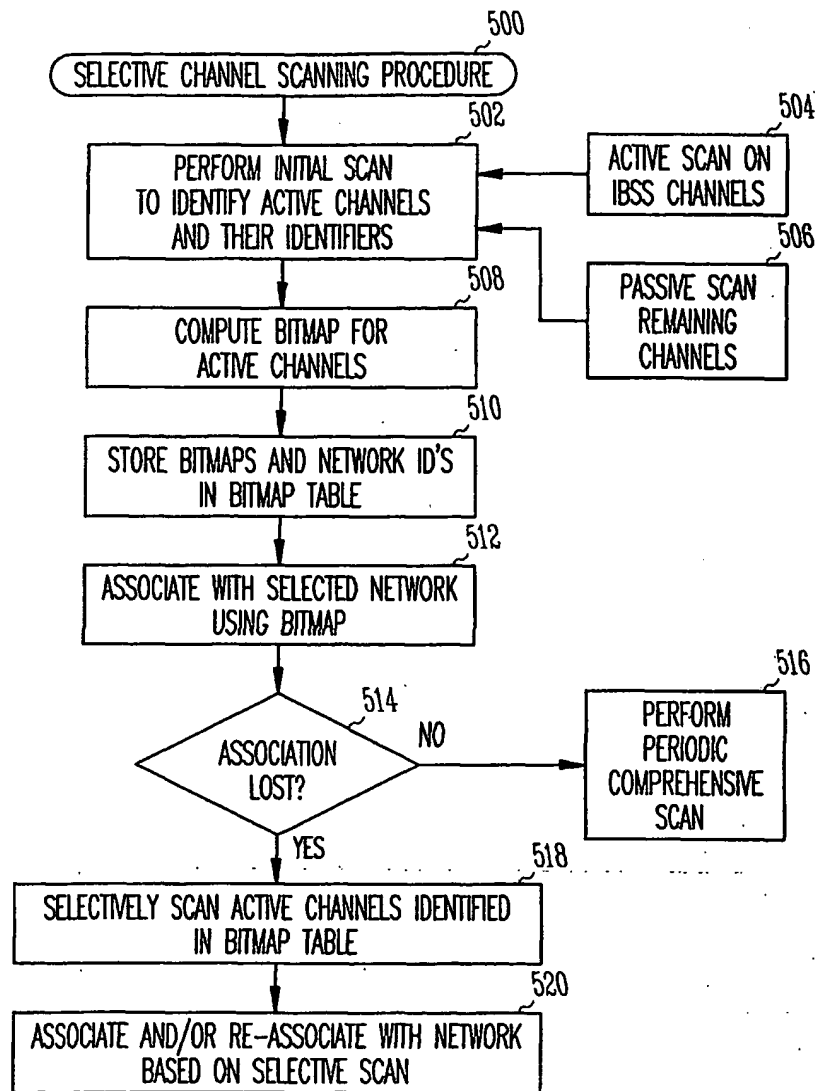 500
SELECTIVE CHANNEL SCANNING PROCEDURE
502
PERFORM INITIAL SCAN
TO IDENTIFY ACTIVE CHANNELS
AND THEIR IDENTIFIERS
504
ACTIVE SCAN ON
IBSS CHANNELS
506
PASSIVE SCAN
REMAINING
CHANNELS
508
COMPUTE BITMAP FOR
ACTIVE CHANNELS
510
STORE BITMAPS AND NETWORK ID'S
IN BITMAP TABLE
512
ASSOCIATE WITH SELECTED NETWORK
USING BITMAP
514
ASSOCIATION
LOST?
NO
516
PERFORM
PERIODIC
COMPREHENSIVE
SCAN
YES
518
SELECTIVELY SCAN ACTIVE CHANNELS IDENTIFIED
IN BITMAP TABLE
520
ASSOCIATE AND/OR RE-ASSOCIATE WITH NETWORK
BASED ON SELECTIVE SCAN